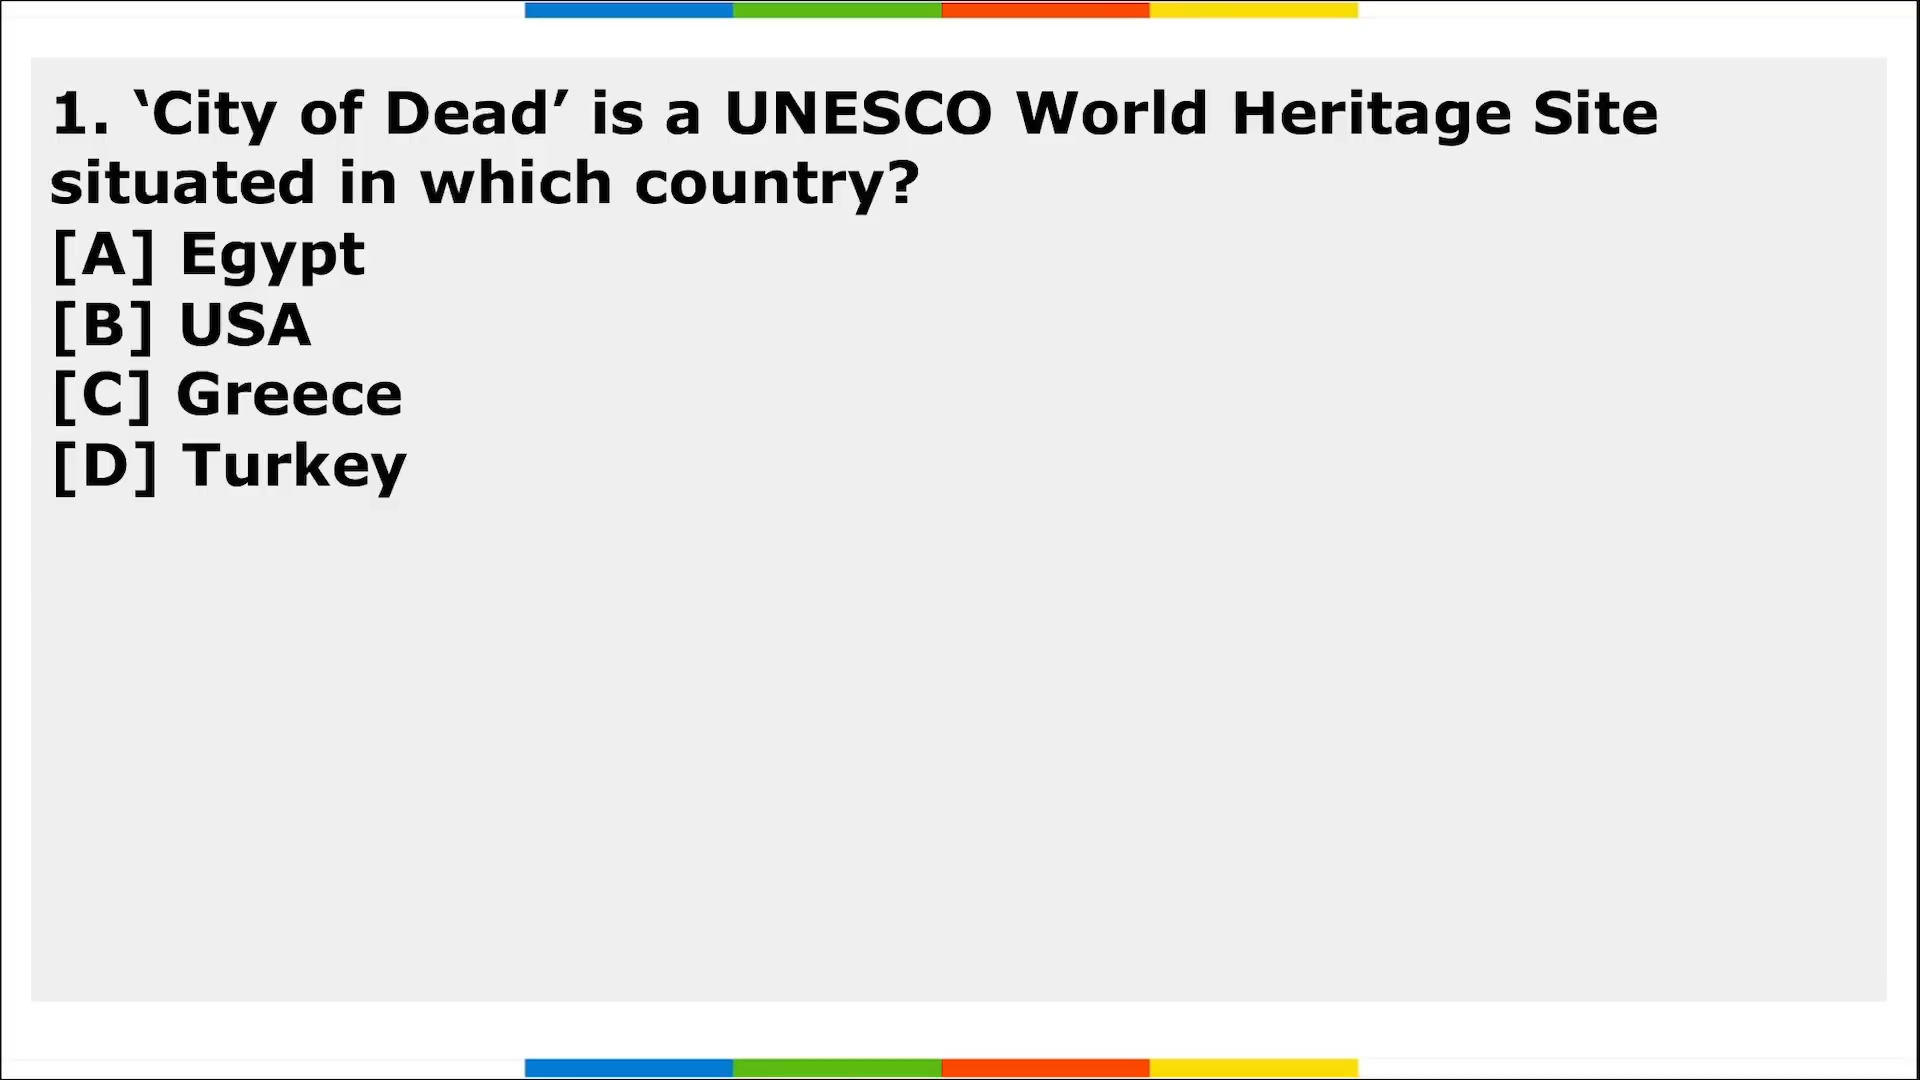 1. ‘City of Dead’ is a UNESCO World Heritage Site
situated in which country?
[A] Egypt
[B] USA
[C] Greece
[D] Turkey